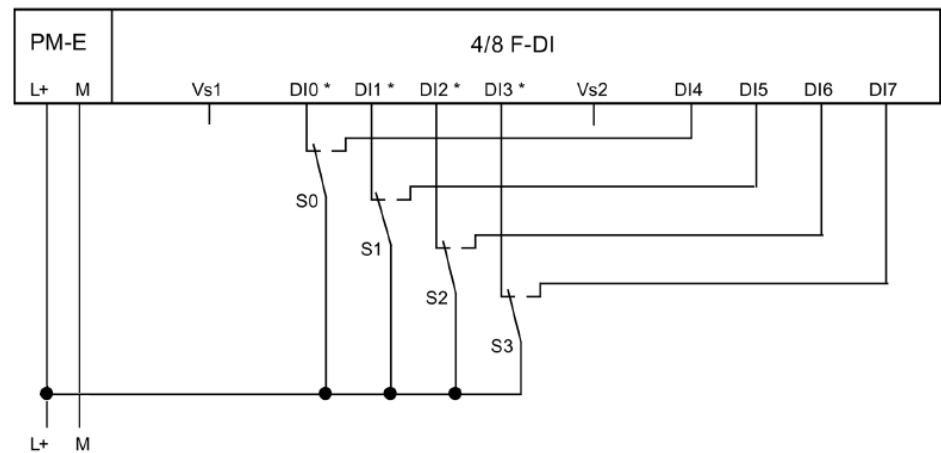 PM-E 4/8 F-DI
L+ M Vs1 DI0 * DI1 * DI2 * DI3 * Vs2 DI4 DI5 DI6 DI7
S0
S1
S2
S3
L+ M